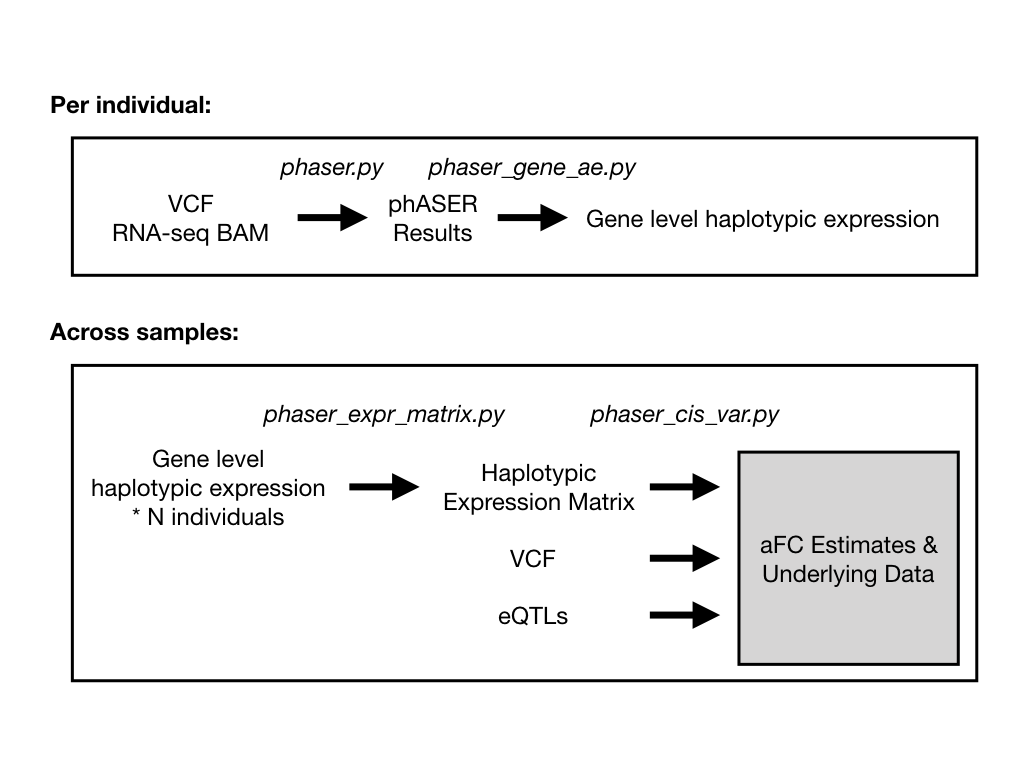 Per individual:
phaser.py
phaser_gene_ae.py
VCF
RNA-seq BAM
phASER
Results
Gene level haplotypic expression
Across samples:
phaser_expr_matrix.py
phaser_cis_var.py
Gene level
haplotypic expression
* N individuals
Haplotypic
Expression Matrix
VCF
eQTLs
aFC Estimates &
Underlying Data